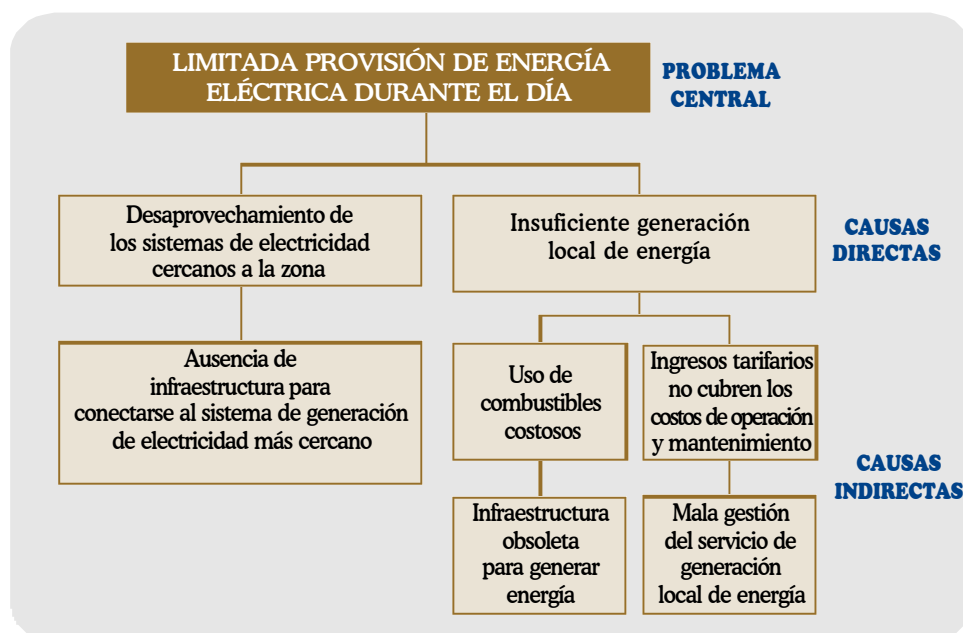 LIMITADA PROVISIÓN DE ENERGÍA
ELÉCTRICA DURANTE EL DÍA
PROBLEMA
CENTRAL
Desaprovechamiento de
los sistemas de electricidad
cercanos a la zona
Insuficiente generación
local de energía
CAUSAS
DIRECTAS
Ausencia de
infraestructura para
conectarse al sistema de generación
de electricidad más cercano
Uso de
combustibles
costosos
Ingresos tarifarios
no cubren los
costos de operación
y mantenimiento
CAUSAS
INDIRECTAS
Infraestructura
obsoleta
para generar
energía
Mala gestión
del servicio de
generación
local de energía